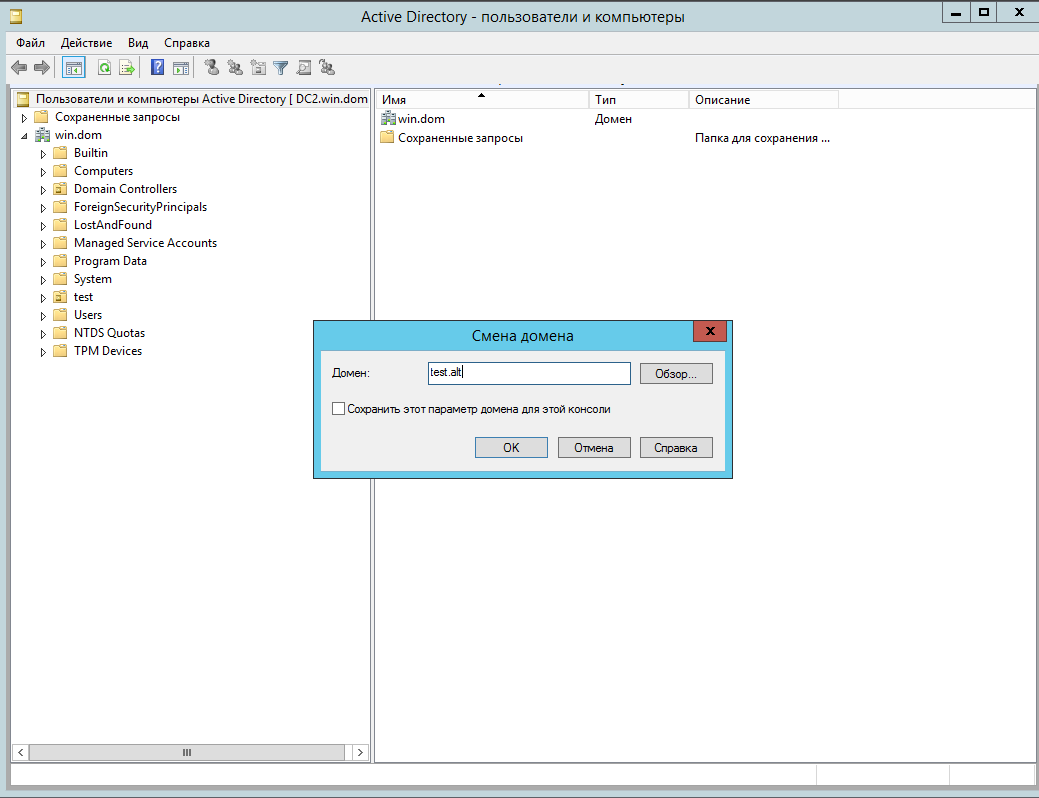 Active Directory - пользователи и компьютеры
Файл Действие Вид Справка
Пользователи и компьютеры Active Directory [ DC2.win.dom
Сохраненные запросы
win.dom
Builtin
Computers
Domain Controllers
ForeignSecurityPrincipals
LostAndFound
Managed Service Accounts
Program Data
System
test
Users
NTDS Quotas
TPM Devices
Имя Тип Описание
win.dom Домен
Сохраненные запросы Папка для сохранения ...
Смена домена
Домен: test.alt Обзор...
Сохранить этот параметр домена для этой консоли
OK Отмена Справка